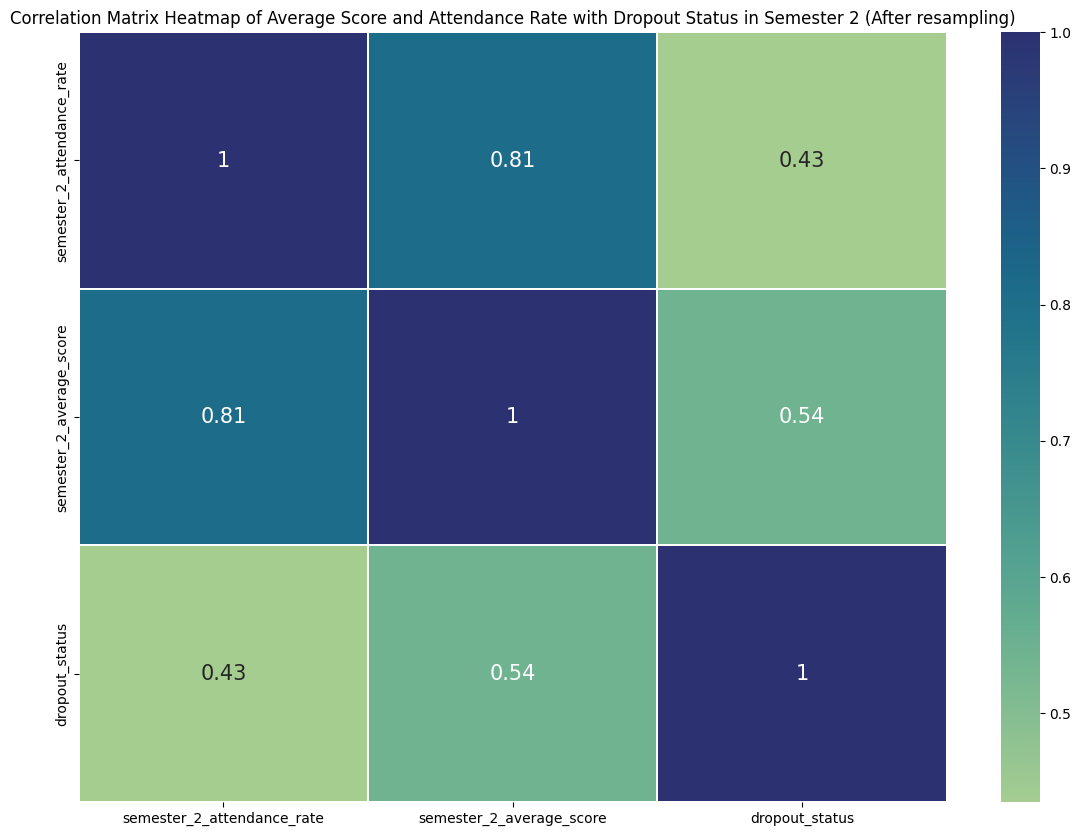 Correlation Matrix Heatmap of Average Score and Attendance Rate with Dropout Status in Semester 2 (After resampling)
semester_2_attendance_rate
1
0.81
0.43
semester_2_average_score
0.81
1
0.54
dropout_status
0.43
0.54
1
semester_2_attendance_rate
semester_2_average_score
dropout_status
1.0
0.9
0.8
0.7
0.6
0.5